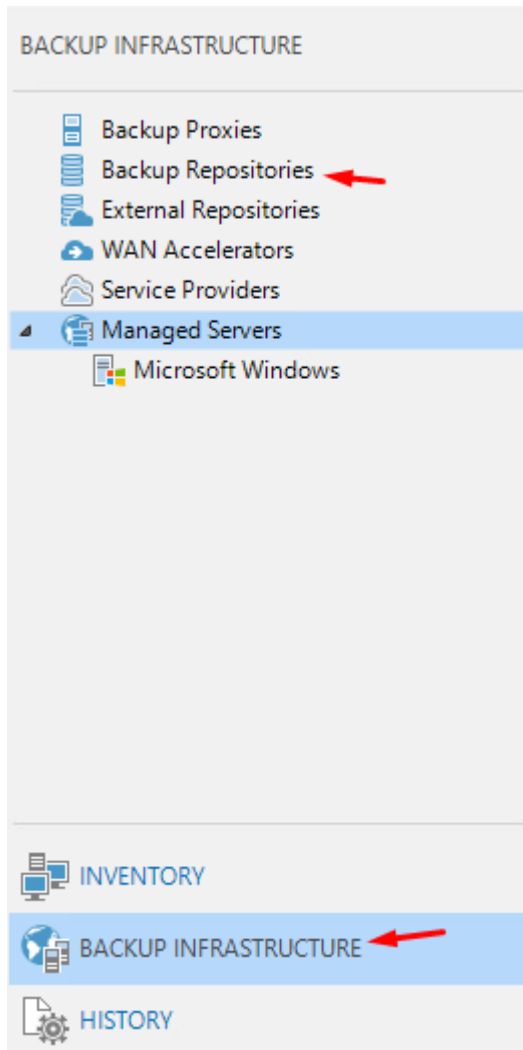 BACKUP INFRASTRUCTURE
Backup Proxies
Backup Repositories
External Repositories
WAN Accelerators
Service Providers
Managed Servers
Microsoft Windows
INVENTORY
BACKUP INFRASTRUCTURE
HISTORY